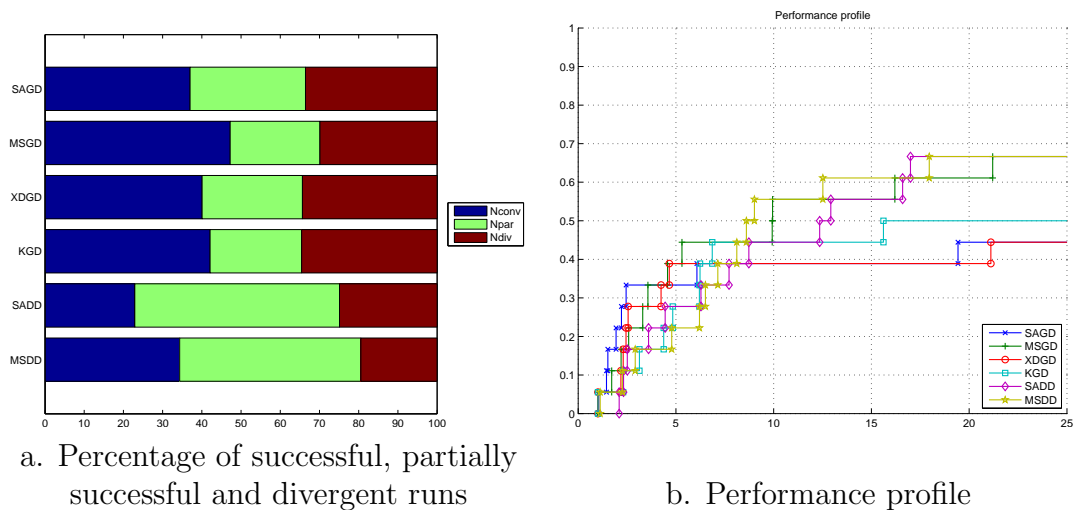 SAGD
MSGD
XDGD
KGD
SADD
MSDD
0 10 20 30 40 50 60 70 80 90 100
Nconv
Npar
Ndiv
a. Percentage of successful, partially
successful and divergent runs
Performance profile
1
0.9
0.8
0.7
0.6
0.5
0.4
0.3
0.2
0.1
0
0 5 10 15 20 25
SAGD
MSGD
XDGD
KGD
SADD
MSDD
b. Performance profile